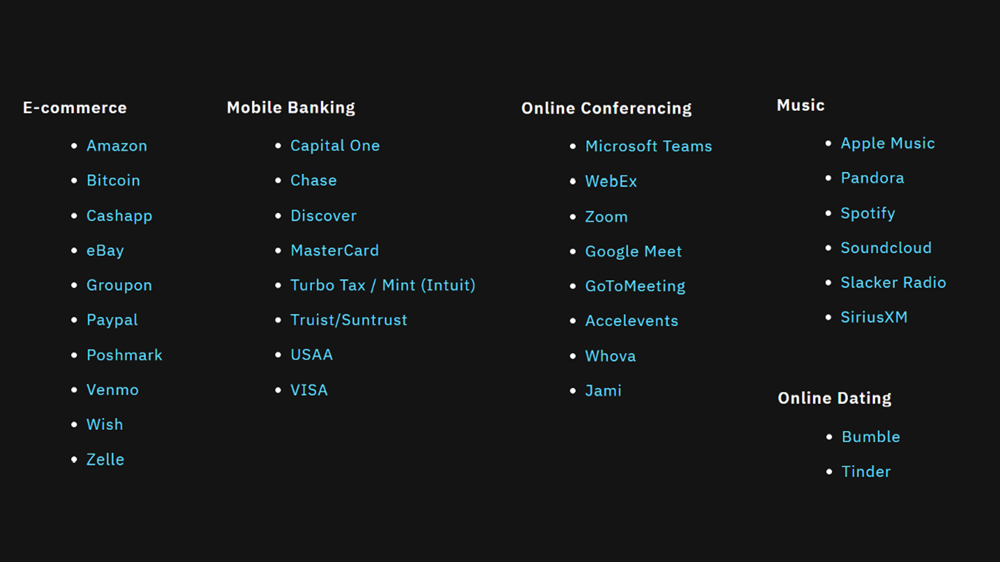 E-commerce
Amazon
Bitcoin
Cashapp
eBay
Groupon
Paypal
Poshmark
Venmo
Wish
Zelle
Mobile Banking
Capital One
Chase
Discover
MasterCard
Turbo Tax / Mint (Intuit)
Truist/Suntrust
USAA
VISA
Online Conferencing
Microsoft Teams
WebEx
Zoom
Google Meet
GoToMeeting
Accelevents
Whova
Jami
Music
Apple Music
Pandora
Spotify
Soundcloud
Slacker Radio
SiriusXM
Online Dating
Bumble
Tinder